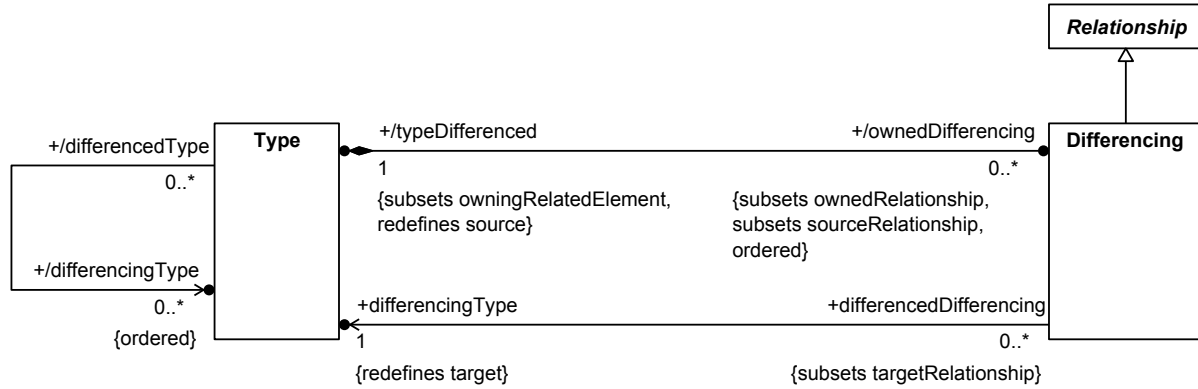 Relationship
Type
Differencing
+/differencedType
0..*
+/differencingType
0..*
{ordered}
+/typeDifferenced
1
{subsets owningRelatedElement,
redefines source}
+/ownedDifferencing
0..*
{subsets ownedRelationship,
subsets sourceRelationship,
ordered}
+differencingType
1
{redefines target}
+differencedDifferencing
0..*
{subsets targetRelationship}